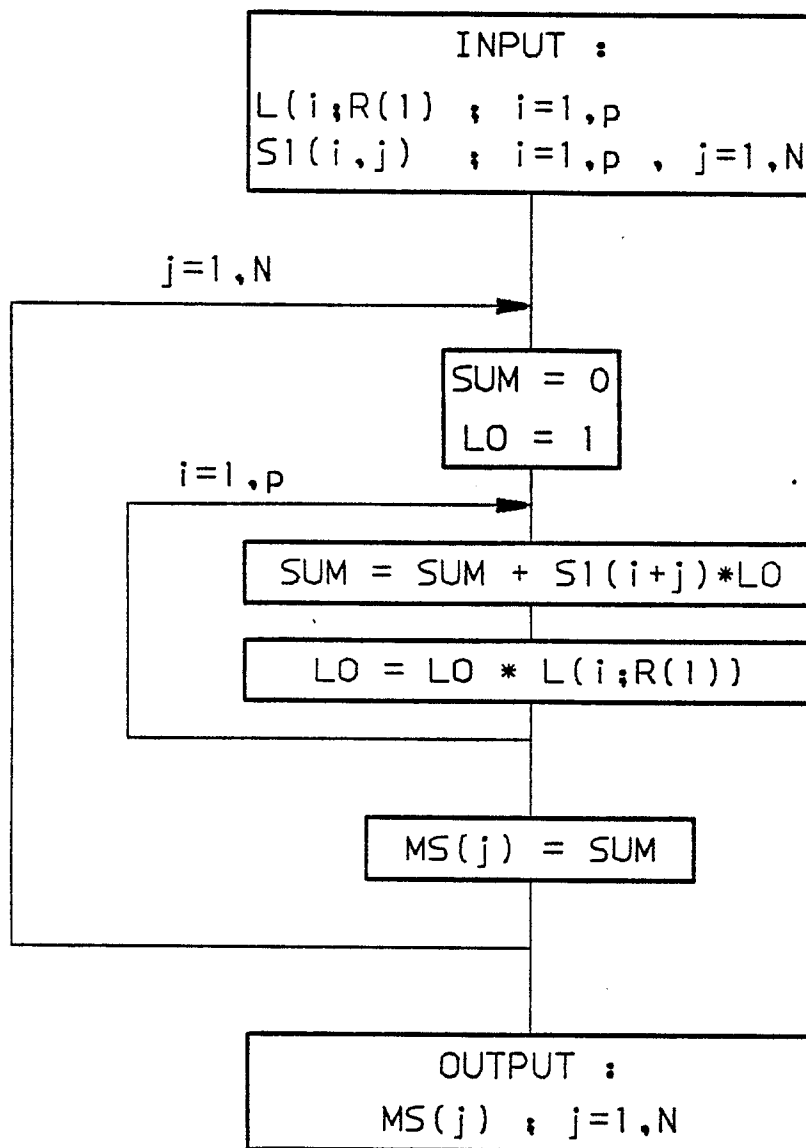 INPUT :
L(i;R(1) ; i=1,p
S1(i,j) ; i=1,p , j=1,N
j=1,N
SUM = 0
LO = 1
i=1,p
SUM = SUM + S1(i+j)*LO
LO = LO * L(i;R(1))
MS(j) = SUM
OUTPUT :
MS(j) ; j=1,N